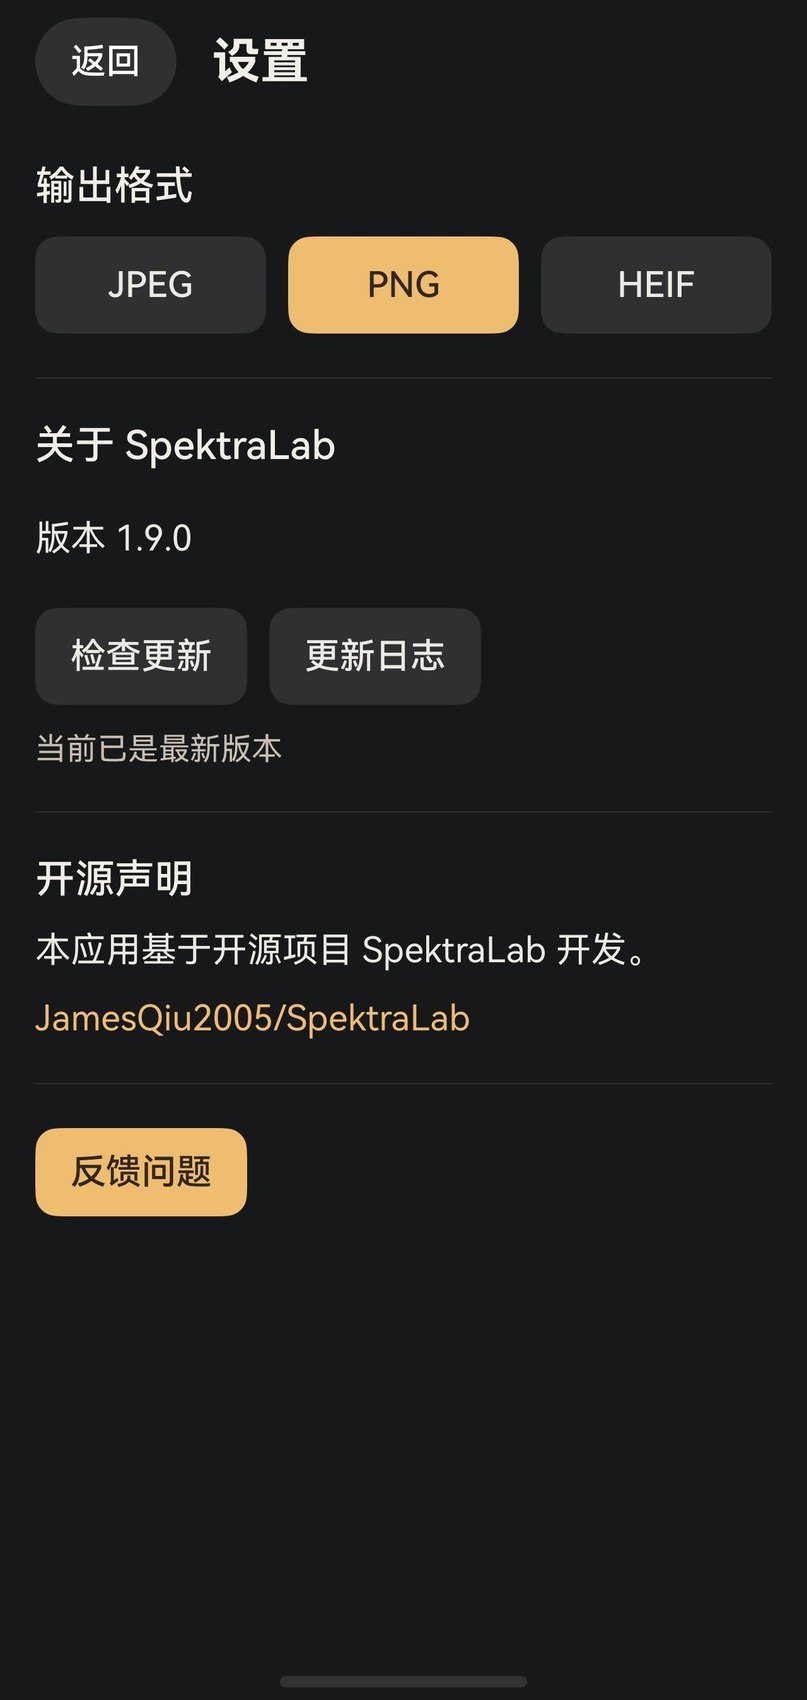 返回 设置
输出格式
JPEG PNG HEIF
关于 SpektraLab
版本 1.9.0
检查更新 更新日志
当前已是最新版本
开源声明
本应用基于开源项目 SpektraLab 开发。
JamesQiu2005/SpektraLab
反馈问题